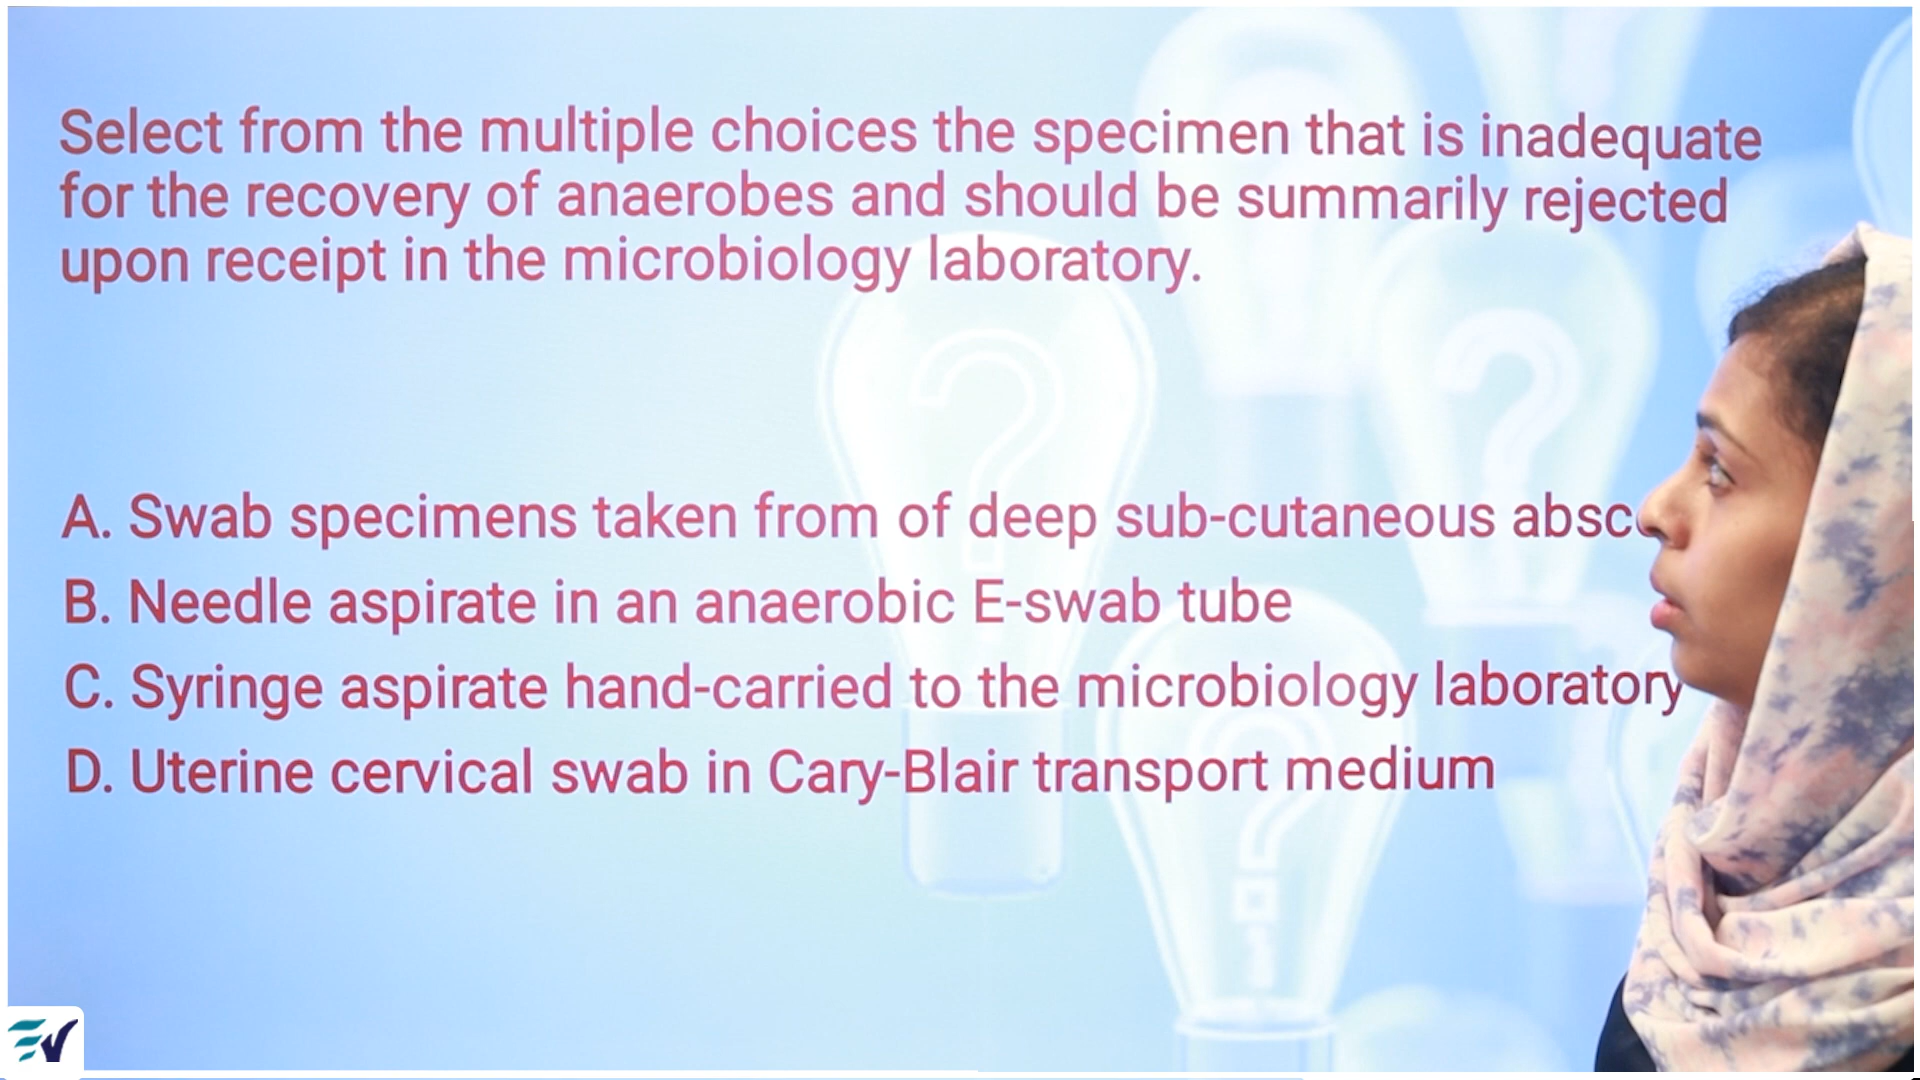 Select from the multiple choices the specimen that is inadequate
for the recovery of anaerobes and should be summarily rejected
upon receipt in the microbiology laboratory.
A. Swab specimens taken from of deep sub-cutaneous
B. Needle aspirate in an anaerobic E-swab tube
C. Syringe aspirate hand-carried to the microbiology laboratory
D. Uterine cervical swab in Cary-Blair transport medium